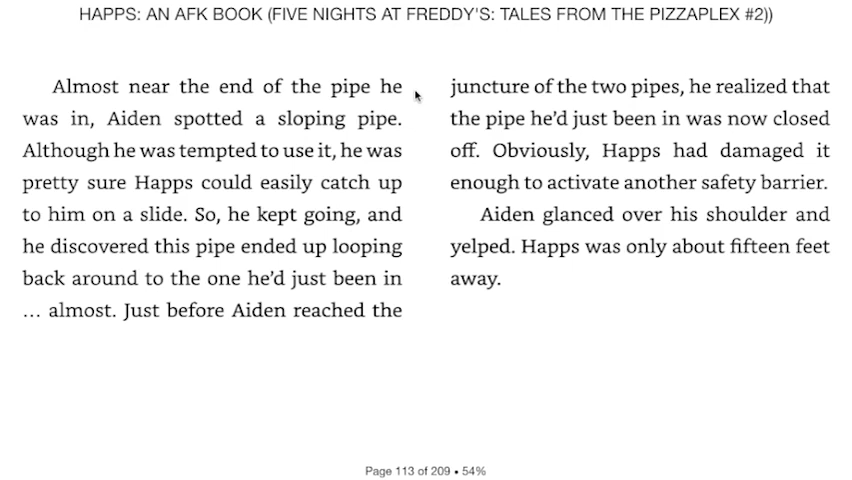 HAPPS: AN AFK BOOK (FIVE NIGHTS AT FREDDY'S: TALES FROM THE PIZZAPLEX #2))
Almost near the end of the pipe he
was in, Aiden spotted a sloping pipe.
Although he was tempted to use it, he was
pretty sure Happs could easily catch up
to him on a slide. So, he kept going, and
he discovered this pipe ended up looping
back around to the one he’d just been in
... almost. Just before Aiden reached the
juncture of the two pipes, he realized that
the pipe he’d just been in was now closed
off. Obviously, Happs had damaged it
enough to activate another safety barrier.
Aiden glanced over his shoulder and
yelped. Happs was only about fifteen feet
away.
Page 113 of 209 • 54%